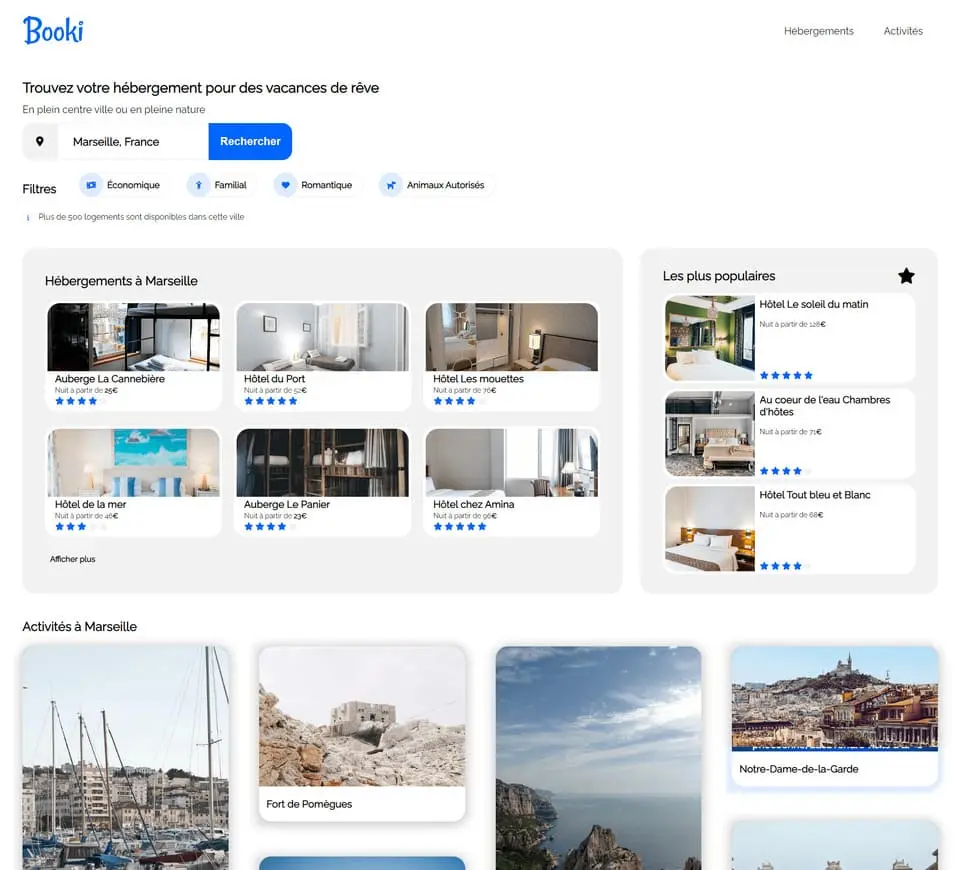 Booki
Hébergements
Activités
Trouvez votre hébergement pour des vacances de rêve
En plein centre ville ou en pleine nature
Marseille, France
Rechercher
Filtres
Économique
Familial
Romantique
Animaux Autorisés
i Plus de 500 logements sont disponibles dans cette ville
Hébergements à Marseille
Auberge La Cannebière
Nuit à partir de 25€
Hôtel du Port
Nuit à partir de 52€
Hôtel Les mouettes
Nuit à partir de 76€
Hôtel de la mer
Nuit à partir de 46€
Auberge Le Panier
Nuit à partir de 23€
Hôtel chez Amina
Nuit à partir de 96€
Afficher plus
Les plus populaires
Hôtel Le soleil du matin
Nuit à partir de 128€
Au coeur de l'eau Chambres
d'hôtes
Nuit à partir de 71€
Hôtel Tout bleu et Blanc
Nuit à partir de 68€
Activités à Marseille
Fort de Pomègues
Notre-Dame-de-la-Garde